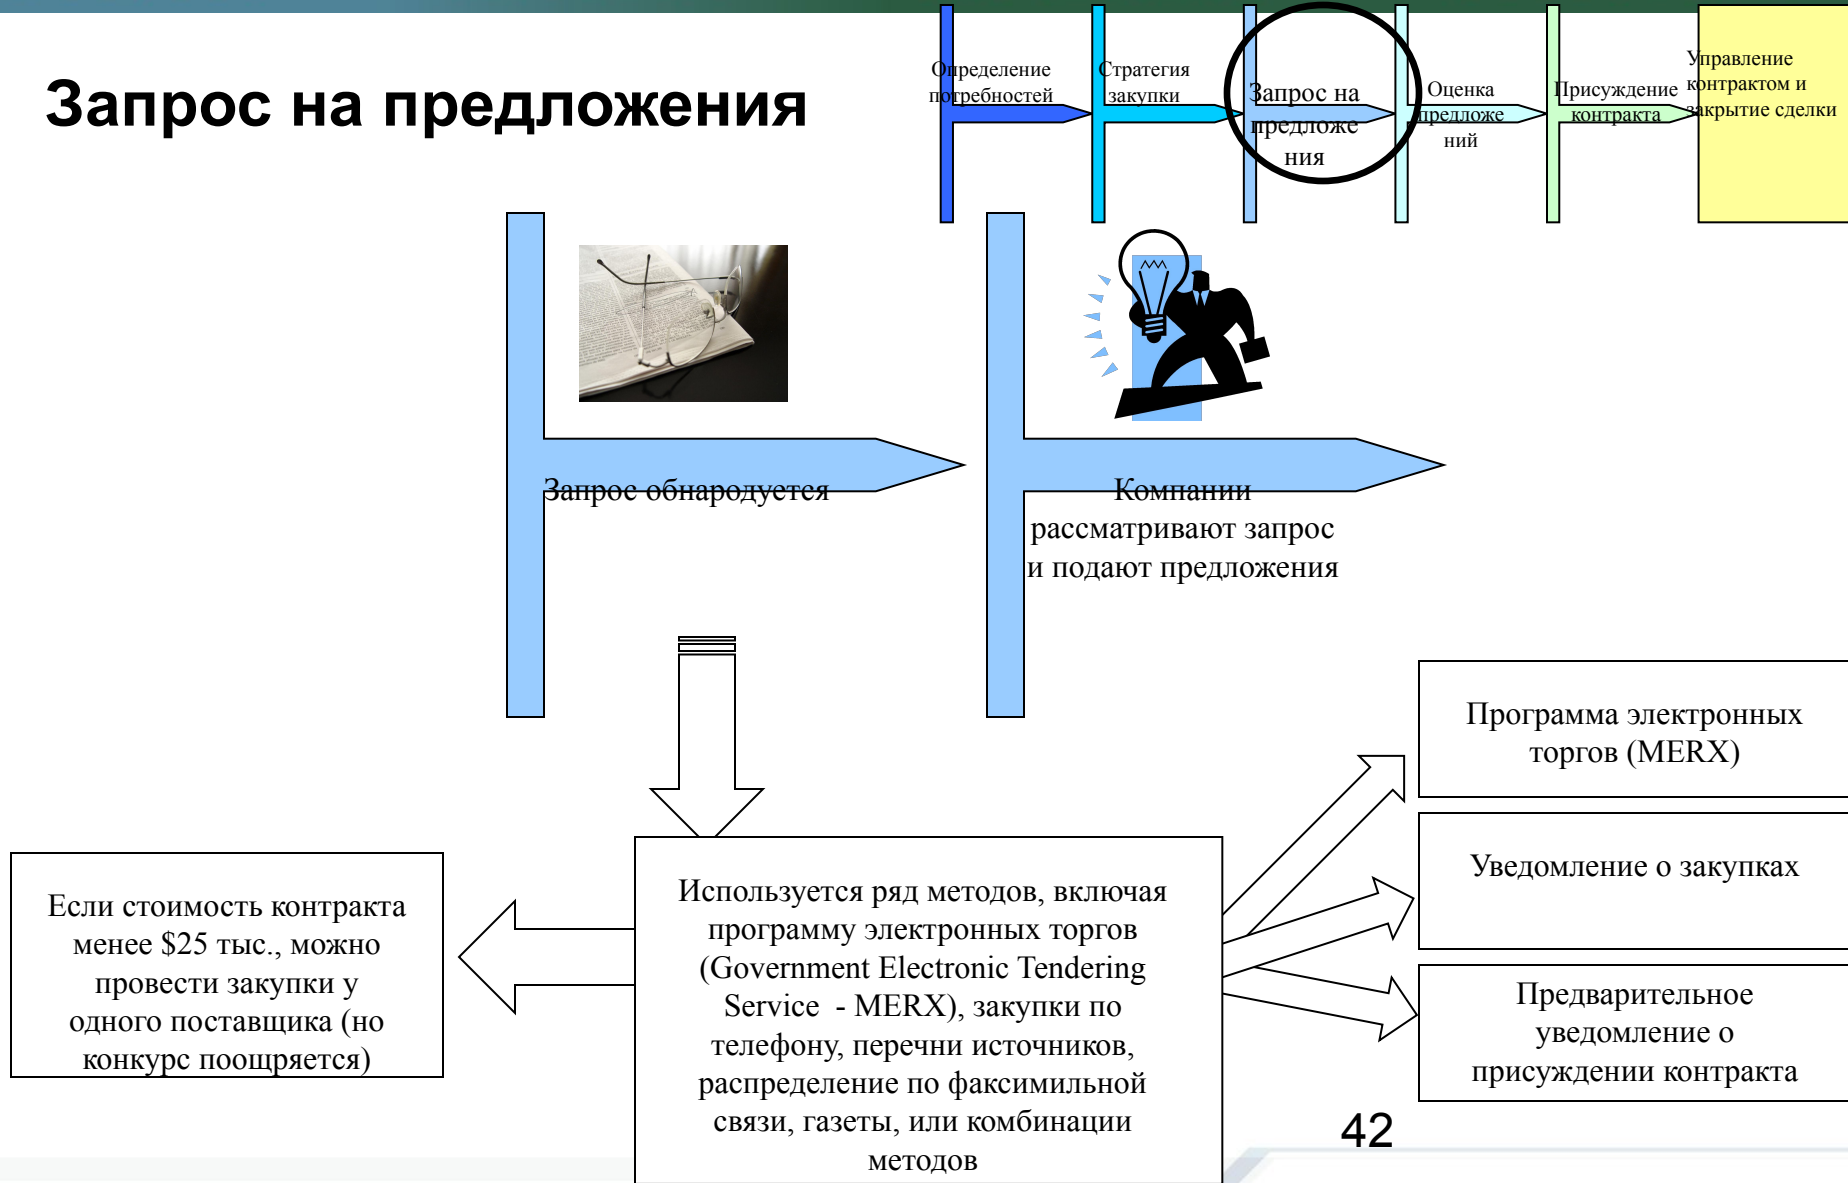 Запрос на предложения
Определение
потребностей
Стратегия
закупки
Запрос на
предложе
ния
Оценка
предложе
ний
Присуждение
контракта
Управление
контрактом и
закрытие сделки
Запрос обнародуется
Компании
рассматривают запрос
и подают предложения
Если стоимость контракта
менее $25 тыс., можно
провести закупки у
одного поставщика (но
конкурс поощряется)
Используется ряд методов, включая
программу электронных торгов
(Government Electronic Tendering
Service - MERX), закупки по
телефону, перечни источников,
распределение по факсимильной
связи, газеты, или комбинации
методов
Программа электронных
торгов (MERX)
Уведомление о закупках
Предварительное
уведомление о
присуждении контракта
42